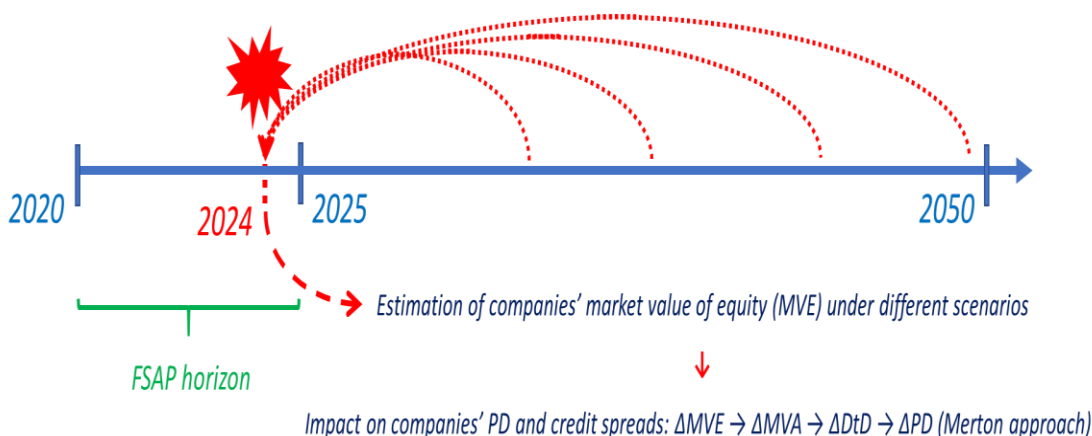 2020
2024
2025
2050
Estimation of companies' market value of equity (MVE) under different scenarios
FSAP horizon
Impact on companies' PD and credit spreads: ΔMVE → ΔMVA → ΔDtD → ΔPD (Merton approach)